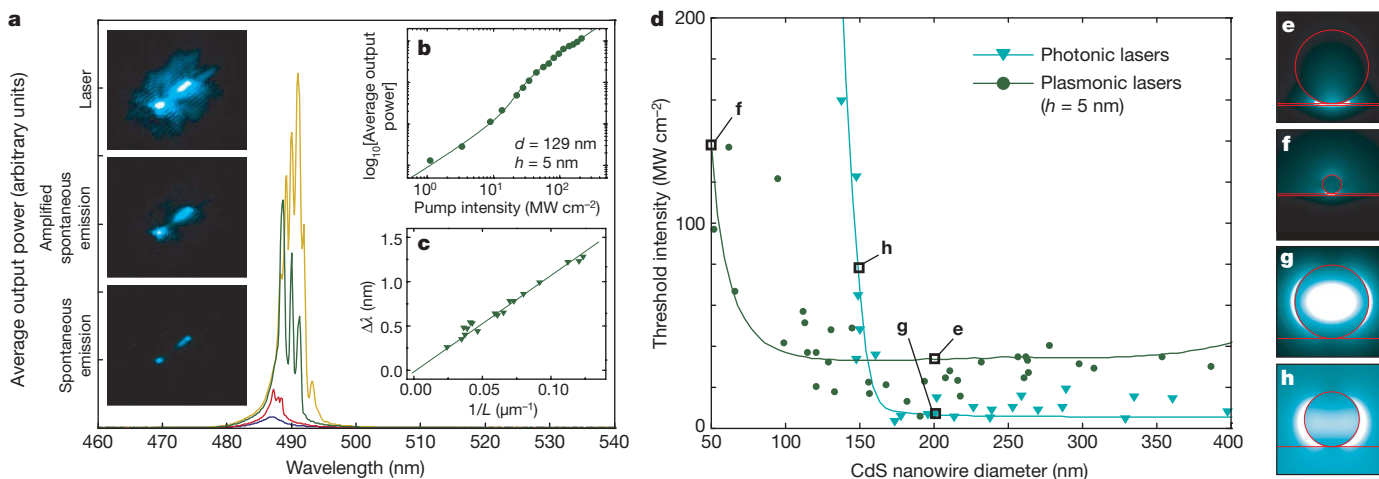 a
Average output power (arbitrary units)
Spontaneous emission
Amplified spontaneous emission
Laser
460 470 480 490 500 510 520 530 540
Wavelength (nm)
b
log₁₀[Average output power]
d = 129 nm
h = 5 nm
10⁰ 10¹ 10²
Pump intensity (MW cm⁻²)
c
Δλ (nm)
1.5
1.0
0.5
0.0
0.00 0.05 0.10
1/L (μm⁻¹)
d
Threshold intensity (MW cm⁻²)
200
100
0
Photonic lasers
Plasmonic lasers
(h = 5 nm)
f
h
g
e
50 100 150 200 250 300 350 400
CdS nanowire diameter (nm)
e
f
g
h